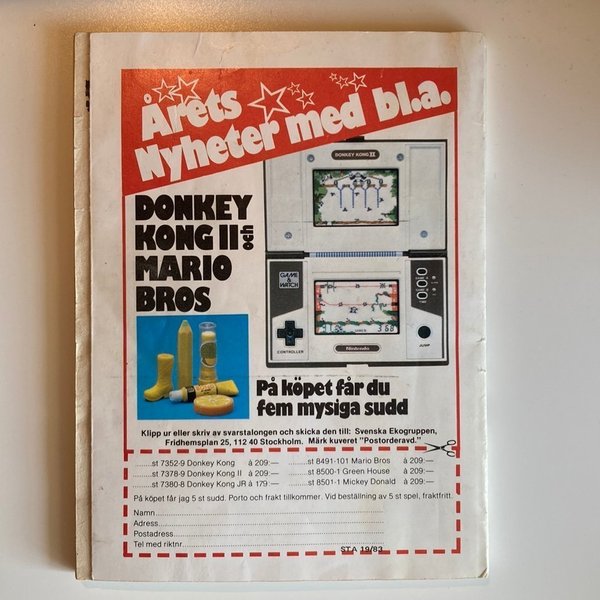 Årets
Nyheter med bl.a.
DONKEY KONG II
DONKEY
KONG II och
MARIO
BROS
GAME & WATCH
CONTROLLER
Nintendo
JUMP
På köpet får du
fem mysiga sudd
Klipp ur eller skriv av svarstalongen och skicka den till: Svenska Ekogruppen,
Fridhemsplan 25, 112 40 Stockholm. Märk kuveret "Postorderavd."
........st 7352-9 Donkey Kong à 209:— ........st 8491-101 Mario Bros à 209:—
........st 7378-9 Donkey Kong II à 209:— ........st 8500-1 Green House à 209:—
........st 7380-8 Donkey Kong JR à 179:— ........st 8501-1 Mickey Donald à 209:—
På köpet får jag 5 st sudd. Porto och frakt tillkommer. Vid beställning av 5 st spel, fraktfritt.
Namn
Adress
Postadress
Tel med riktnr
ST.A 19/83